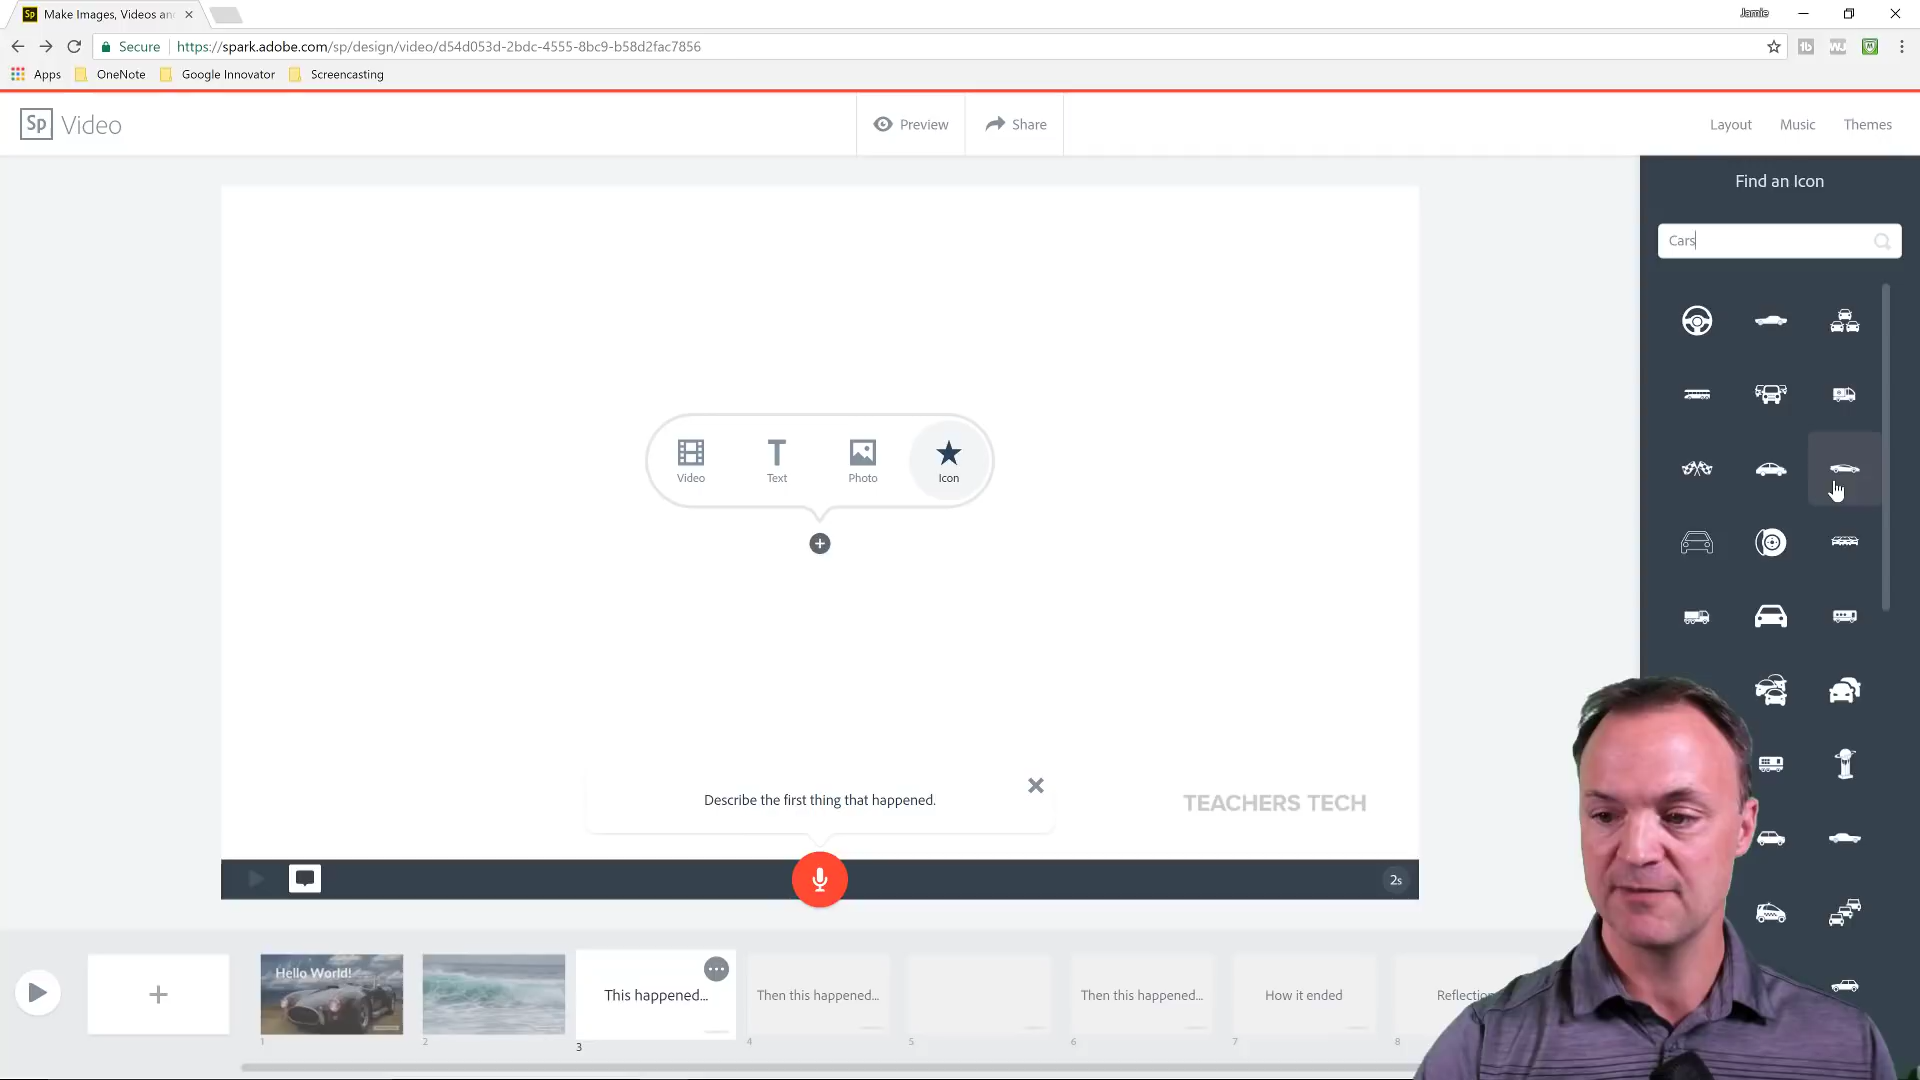 Sp Make Images, Videos an
Jamie
Secure https://spark.adobe.com/sp/design/video/d54d053d-2bdc-4555-8bc9-b58d2fac7856
Apps OneNote Google Innovator Screencasting
Sp Video Preview Share Layout Music Themes
Find an Icon
Cars
Video Text Photo Icon
Describe the first thing that happened.
TEACHERS TECH
2s
Hello World! This happened... Then this happened... Then this happened... How it ended Reflection
1 2 3 4 5 6 7 8